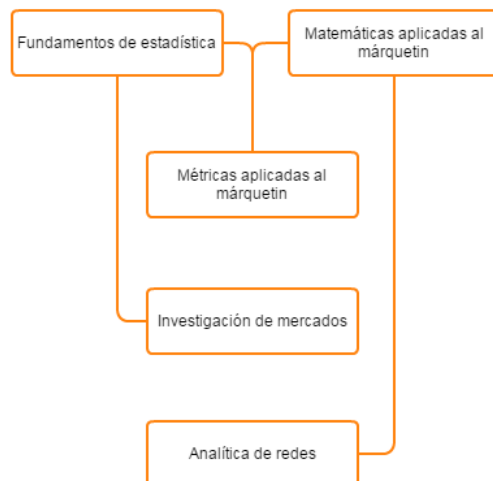 Fundamentos de estadística
Matemáticas aplicadas al
márquetin
Métricas aplicadas al
márquetin
Investigación de mercados
Analítica de redes